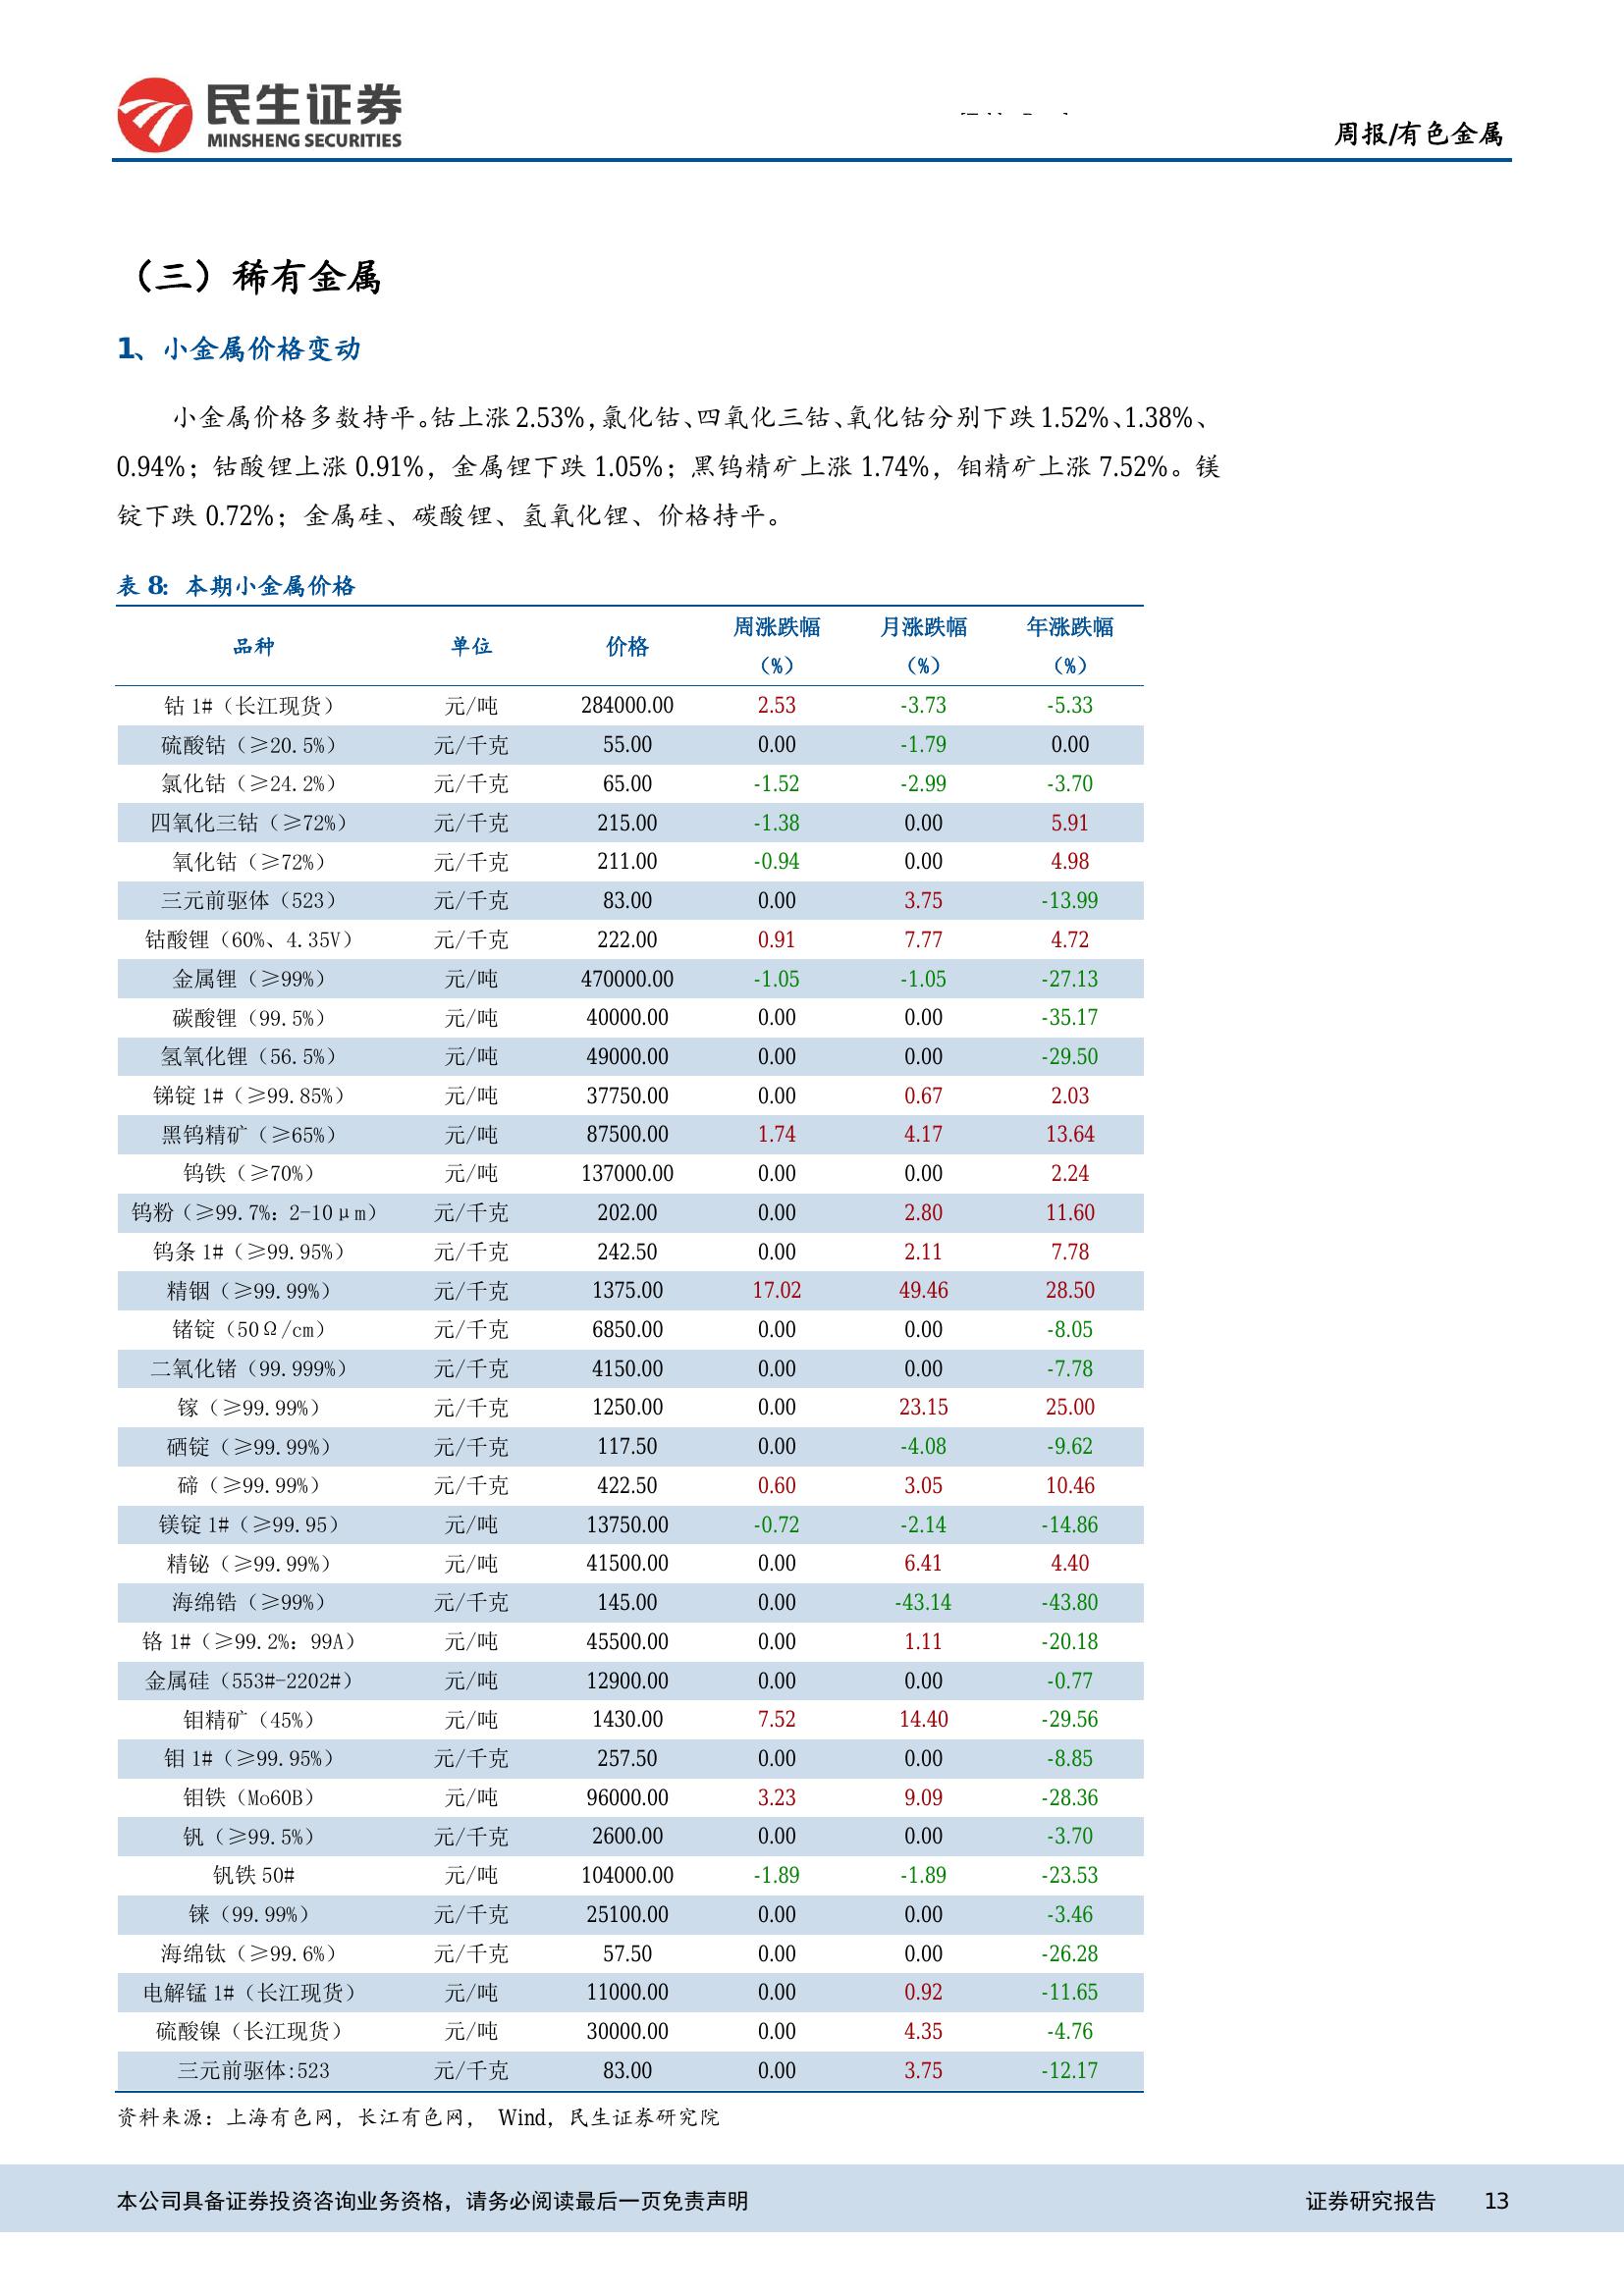 民生证券
MINSHENG SECURITIES
周报/有色金属
（三）稀有金属
1、小金属价格变动
小金属价格多数持平。钴上涨 2.53%，氯化钴、四氧化三钴、氧化钴分别下跌 1.52%、1.38%、
0.94%；钴酸锂上涨 0.91%，金属锂下跌 1.05%；黑钨精矿上涨 1.74%，钼精矿上涨 7.52%。镁
锭下跌 0.72%；金属硅、碳酸锂、氢氧化锂、价格持平。
表 8：本期小金属价格
品种 单位 价格 周涨跌幅（%） 月涨跌幅（%） 年涨跌幅（%）
钴 1#（长江现货） 元/吨 284000.00 2.53 -3.73 -5.33
硫酸钴（≥20.5%） 元/千克 55.00 0.00 -1.79 0.00
氯化钴（≥24.2%） 元/千克 65.00 -1.52 -2.99 -3.70
四氧化三钴（≥72%） 元/千克 215.00 -1.38 0.00 5.91
氧化钴（≥72%） 元/千克 211.00 -0.94 0.00 4.98
三元前驱体（523） 元/千克 83.00 0.00 3.75 -13.99
钴酸锂（60%、4.35V） 元/千克 222.00 0.91 7.77 4.72
金属锂（≥99%） 元/吨 470000.00 -1.05 -1.05 -27.13
碳酸锂（99.5%） 元/吨 40000.00 0.00 0.00 -35.17
氢氧化锂（56.5%） 元/吨 49000.00 0.00 0.00 -29.50
锑锭 1#（≥99.85%） 元/吨 37750.00 0.00 0.67 2.03
黑钨精矿（≥65%） 元/吨 87500.00 1.74 4.17 13.64
钨铁（≥70%） 元/吨 137000.00 0.00 0.00 2.24
钨粉（≥99.7%：2-10μm） 元/千克 202.00 0.00 2.80 11.60
钨条 1#（≥99.95%） 元/千克 242.50 0.00 2.11 7.78
精铟（≥99.99%） 元/千克 1375.00 17.02 49.46 28.50
锗锭（50Ω/cm） 元/千克 6850.00 0.00 0.00 -8.05
二氧化锗（99.999%） 元/千克 4150.00 0.00 0.00 -7.78
镓（≥99.99%） 元/千克 1250.00 0.00 23.15 25.00
硒锭（≥99.99%） 元/千克 117.50 0.00 -4.08 -9.62
碲（≥99.99%） 元/千克 422.50 0.60 3.05 10.46
镁锭 1#（≥99.95） 元/吨 13750.00 -0.72 -2.14 -14.86
精铋（≥99.99%） 元/吨 41500.00 0.00 6.41 4.40
海绵锆（≥99%） 元/千克 145.00 0.00 -43.14 -43.80
铬 1#（≥99.2%：99A） 元/吨 45500.00 0.00 1.11 -20.18
金属硅（553#-2202#） 元/吨 12900.00 0.00 0.00 -0.77
钼精矿（45%） 元/吨 1430.00 7.52 14.40 -29.56
钼 1#（≥99.95%） 元/千克 257.50 0.00 0.00 -8.85
钼铁（Mo60B） 元/吨 96000.00 3.23 9.09 -28.36
钒（≥99.5%） 元/千克 2600.00 0.00 0.00 -3.70
钒铁 50# 元/吨 104000.00 -1.89 -1.89 -23.53
铼（99.99%） 元/千克 25100.00 0.00 0.00 -3.46
海绵钛（≥99.6%） 元/千克 57.50 0.00 0.00 -26.28
电解锰 1#（长江现货） 元/吨 11000.00 0.00 0.92 -11.65
硫酸镍（长江现货） 元/吨 30000.00 0.00 4.35 -4.76
三元前驱体:523 元/千克 83.00 0.00 3.75 -12.17
资料来源：上海有色网，长江有色网， Wind，民生证券研究院
本公司具备证券投资咨询业务资格，请务必阅读最后一页免责声明 证券研究报告 13